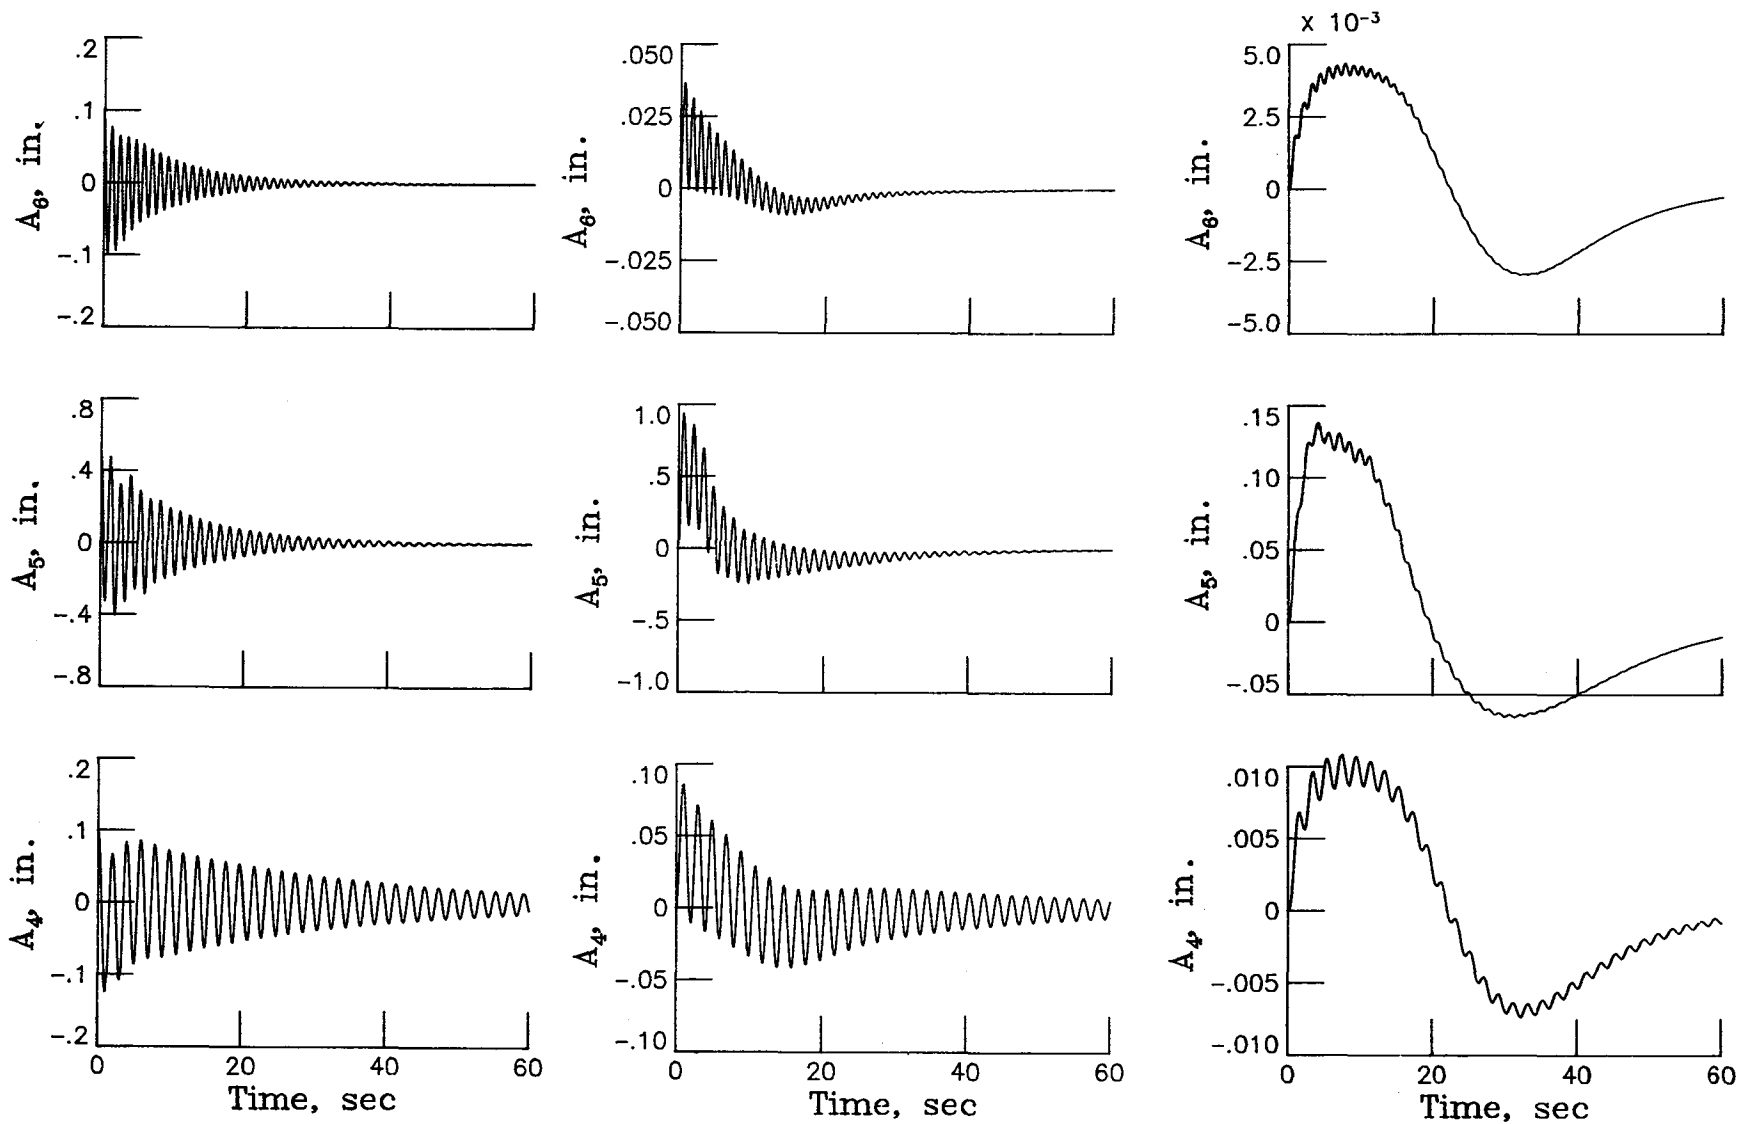 X 10⁻³
.2
.1
0
-.1
-.2
A₆, in.
.050
.025
0
-.025
-.050
A₆, in.
5.0
2.5
0
-2.5
-5.0
A₆, in.
.8
.4
0
-.4
-.8
A₅, in.
1.0
.5
0
-.5
-1.0
A₅, in.
.15
.10
.05
0
-.05
A₅, in.
.2
.1
0
-.1
-.2
A₄, in.
0 20 40 60
Time, sec
.10
.05
0
-.05
-.10
A₄, in.
0 20 40 60
Time, sec
.010
.005
0
-.005
-.010
A₄, in.
0 20 40 60
Time, sec